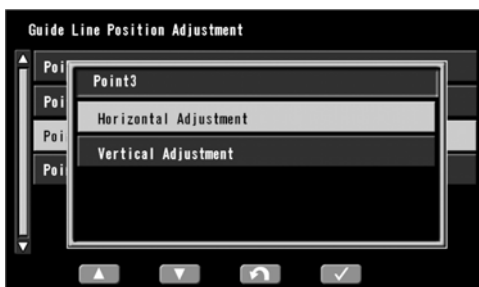 Guide Line Position Adjustment
Poi
Point3
Poi
Horizontal Adjustment
Poi
Vertical Adjustment
Poi